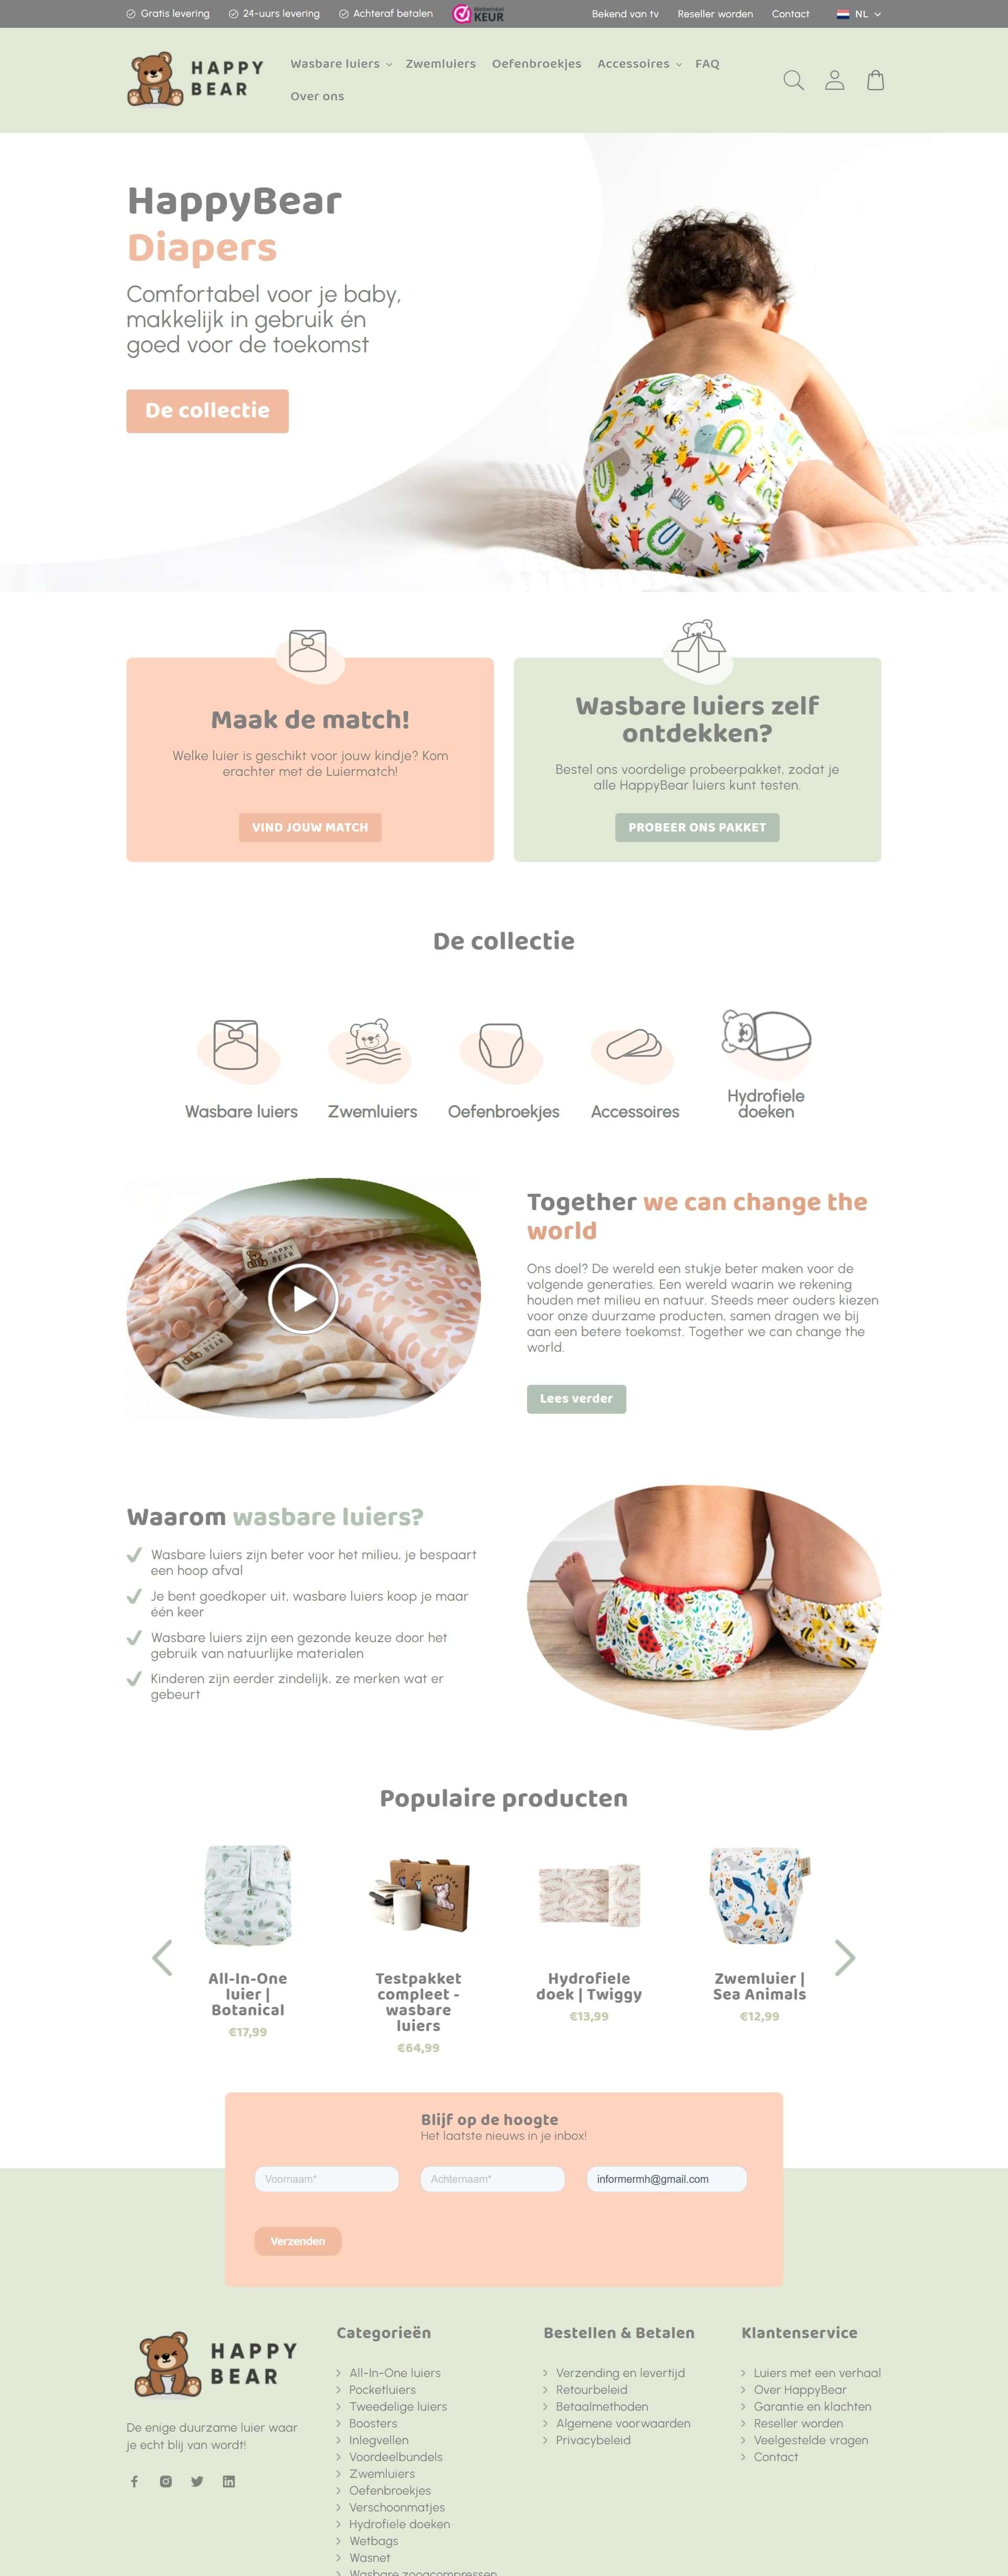 Gratis levering
24-uurs levering
Achteraf betalen
Webwinkel
KEUR
Bekend van tv
Reseller worden
Contact
NL
HAPPY
BEAR
Wasbare luiers
Zwemluiers
Oefenbroekjes
Accessoires
FAQ
Over ons
HappyBear
Diapers
Comfortabel voor je baby,
makkelijk in gebruik én
goed voor de toekomst
De collectie
Maak de match!
Welke luier is geschikt voor jouw kindje? Kom
erachter met de Luiermatch!
VIND JOUW MATCH
Wasbare luiers zelf
ontdekken?
Bestel ons voordelige probeerpakket, zodat je
alle HappyBear luiers kunt testen.
PROBEER ONS PAKKET
De collectie
Wasbare luiers
Zwemluiers
Oefenbroekjes
Accessoires
Hydrofiele
doeken
HAPPY
BEAR
BEAR
Together we can change the
world
Ons doel? De wereld een stukje beter maken voor de
volgende generaties. Een wereld waarin we rekening
houden met milieu en natuur. Steeds meer ouders kiezen
voor onze duurzame producten, samen dragen we bij
aan een betere toekomst. Together we can change the
world.
Lees verder
Waarom wasbare luiers?
Wasbare luiers zijn beter voor het milieu, je bespaart
een hoop afval
Je bent goedkoper uit, wasbare luiers koop je maar
één keer
Wasbare luiers zijn een gezonde keuze door het
gebruik van natuurlijke materialen
Kinderen zijn eerder zindelijk, ze merken wat er
gebeurt
Populaire producten
HAPPY BEAR
All-In-One
luier |
Botanical
€17,99
Testpakket
compleet -
wasbare
luiers
€64,99
Hydrofiele
doek | Twiggy
€13,99
Zwemluier |
Sea Animals
€12,99
Blijf op de hoogte
Het laatste nieuws in je inbox!
Voornaam*
Achternaam*
informermh@gmail.com
Verzenden
HAPPY
BEAR
De enige duurzame luier waar
je echt blij van wordt!
Categorieën
All-In-One luiers
Pocketluiers
Tweedelige luiers
Boosters
Inlegvellen
Voordeelbundels
Zwemluiers
Oefenbroekjes
Verschoonmatjes
Hydrofiele doeken
Wetbags
Wasnet
Wasbare zoogcompressen
Bestellen & Betalen
Verzending en levertijd
Retourbeleid
Betaalmethoden
Algemene voorwaarden
Privacybeleid
Klantenservice
Luiers met een verhaal
Over HappyBear
Garantie en klachten
Reseller worden
Veelgestelde vragen
Contact